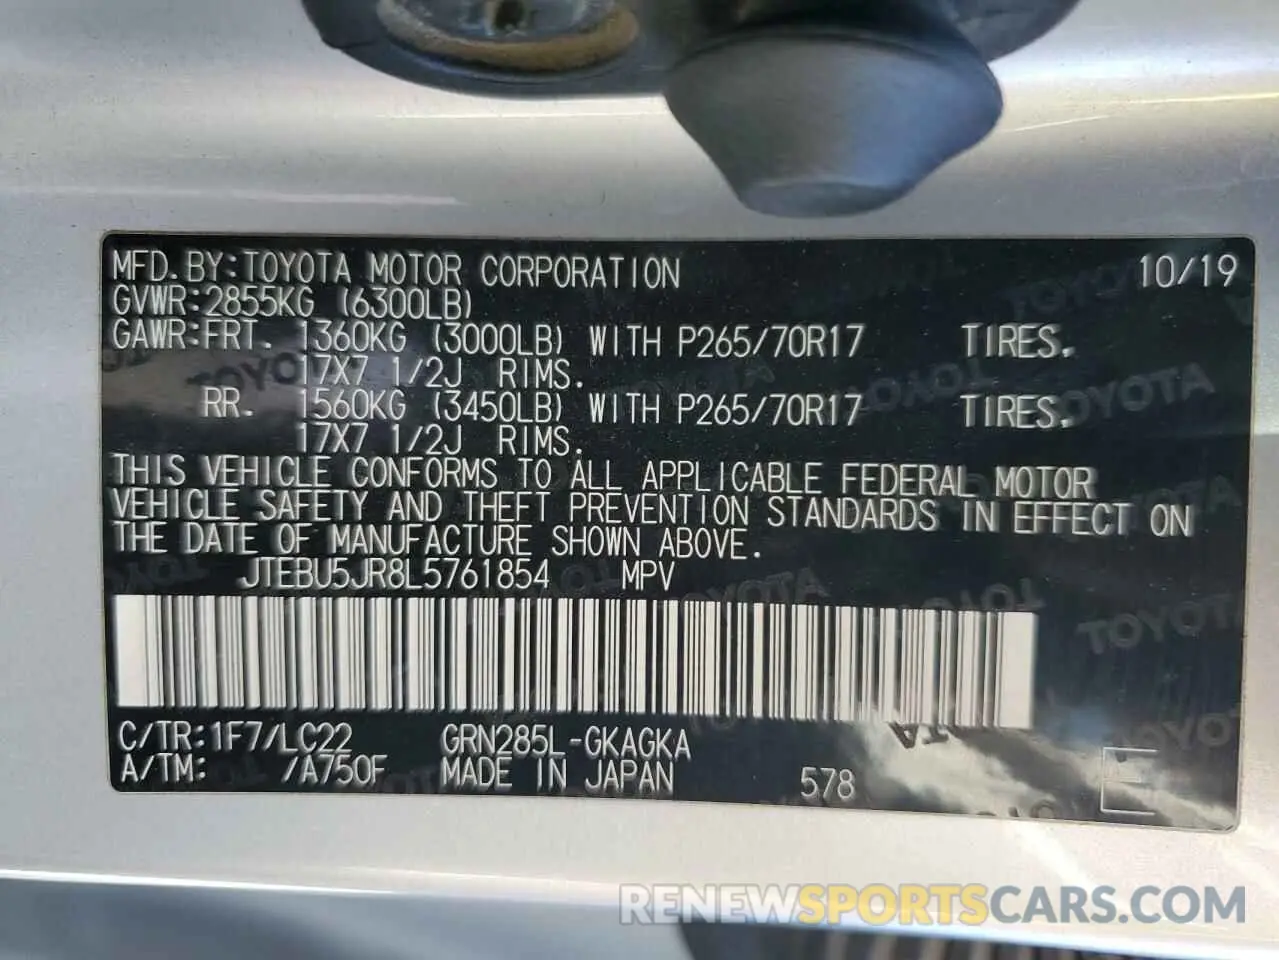 MFD. BY:TOYOTA MOTOR CORPORATION 10/19
GVWR:2855KG (6300LB)
GAWR:FRT. 1360KG (3000LB) WITH P265/70R17 TIRES.
17X7 1/2J RIMS.
RR. 1560KG (3450LB) WITH P265/70R17 TIRES.
17X7 1/2J RIMS.
THIS VEHICLE CONFORMS TO ALL APPLICABLE FEDERAL MOTOR
VEHICLE SAFETY AND THEFT PREVENTION STANDARDS IN EFFECT ON
THE DATE OF MANUFACTURE SHOWN ABOVE.
JTEBU5JR8L5761854 MPV
C/TR:1F7/LC22 GRN285L-GKAGKA
A/TM: /A750F MADE IN JAPAN 578
RENEWSPORTSCARS.COM - 16/17